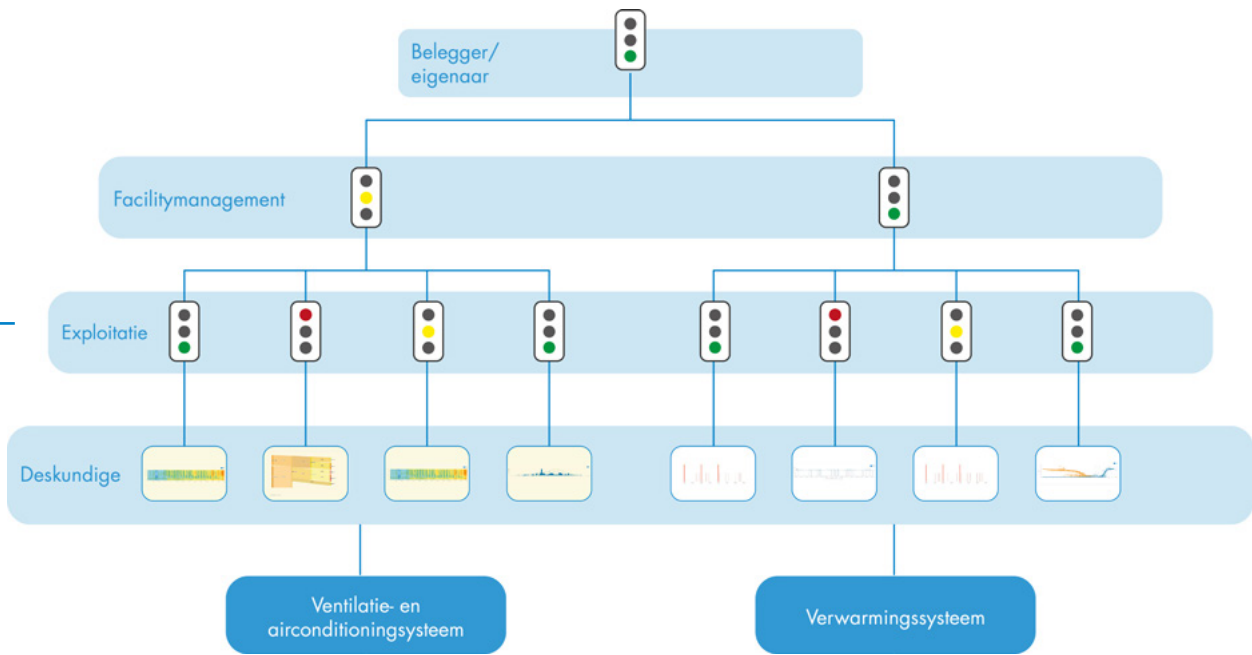 Belegger/
eigenaar
Facilitymanagement
Exploitatie
Deskundige
Ventilatie- en
airconditioningsysteem
Verwarmingssysteem